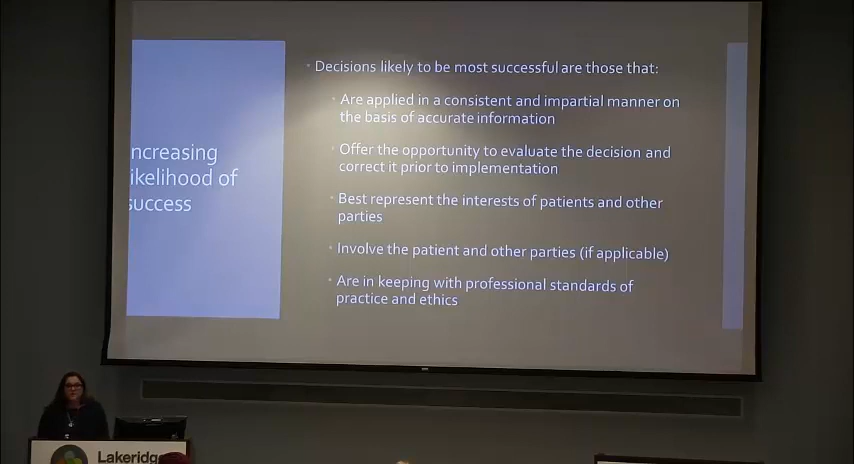 ncreasing
ikelihood of
success
Decisions likely to be most successful are those that:
Are applied in a consistent and impartial manner on
the basis of accurate information
Offer the opportunity to evaluate the decision and
correct it prior to implementation
Best represent the interests of patients and other
parties
Involve the patient and other parties (if applicable)
Are in keeping with professional standards of
practice and ethics
Lakeridg